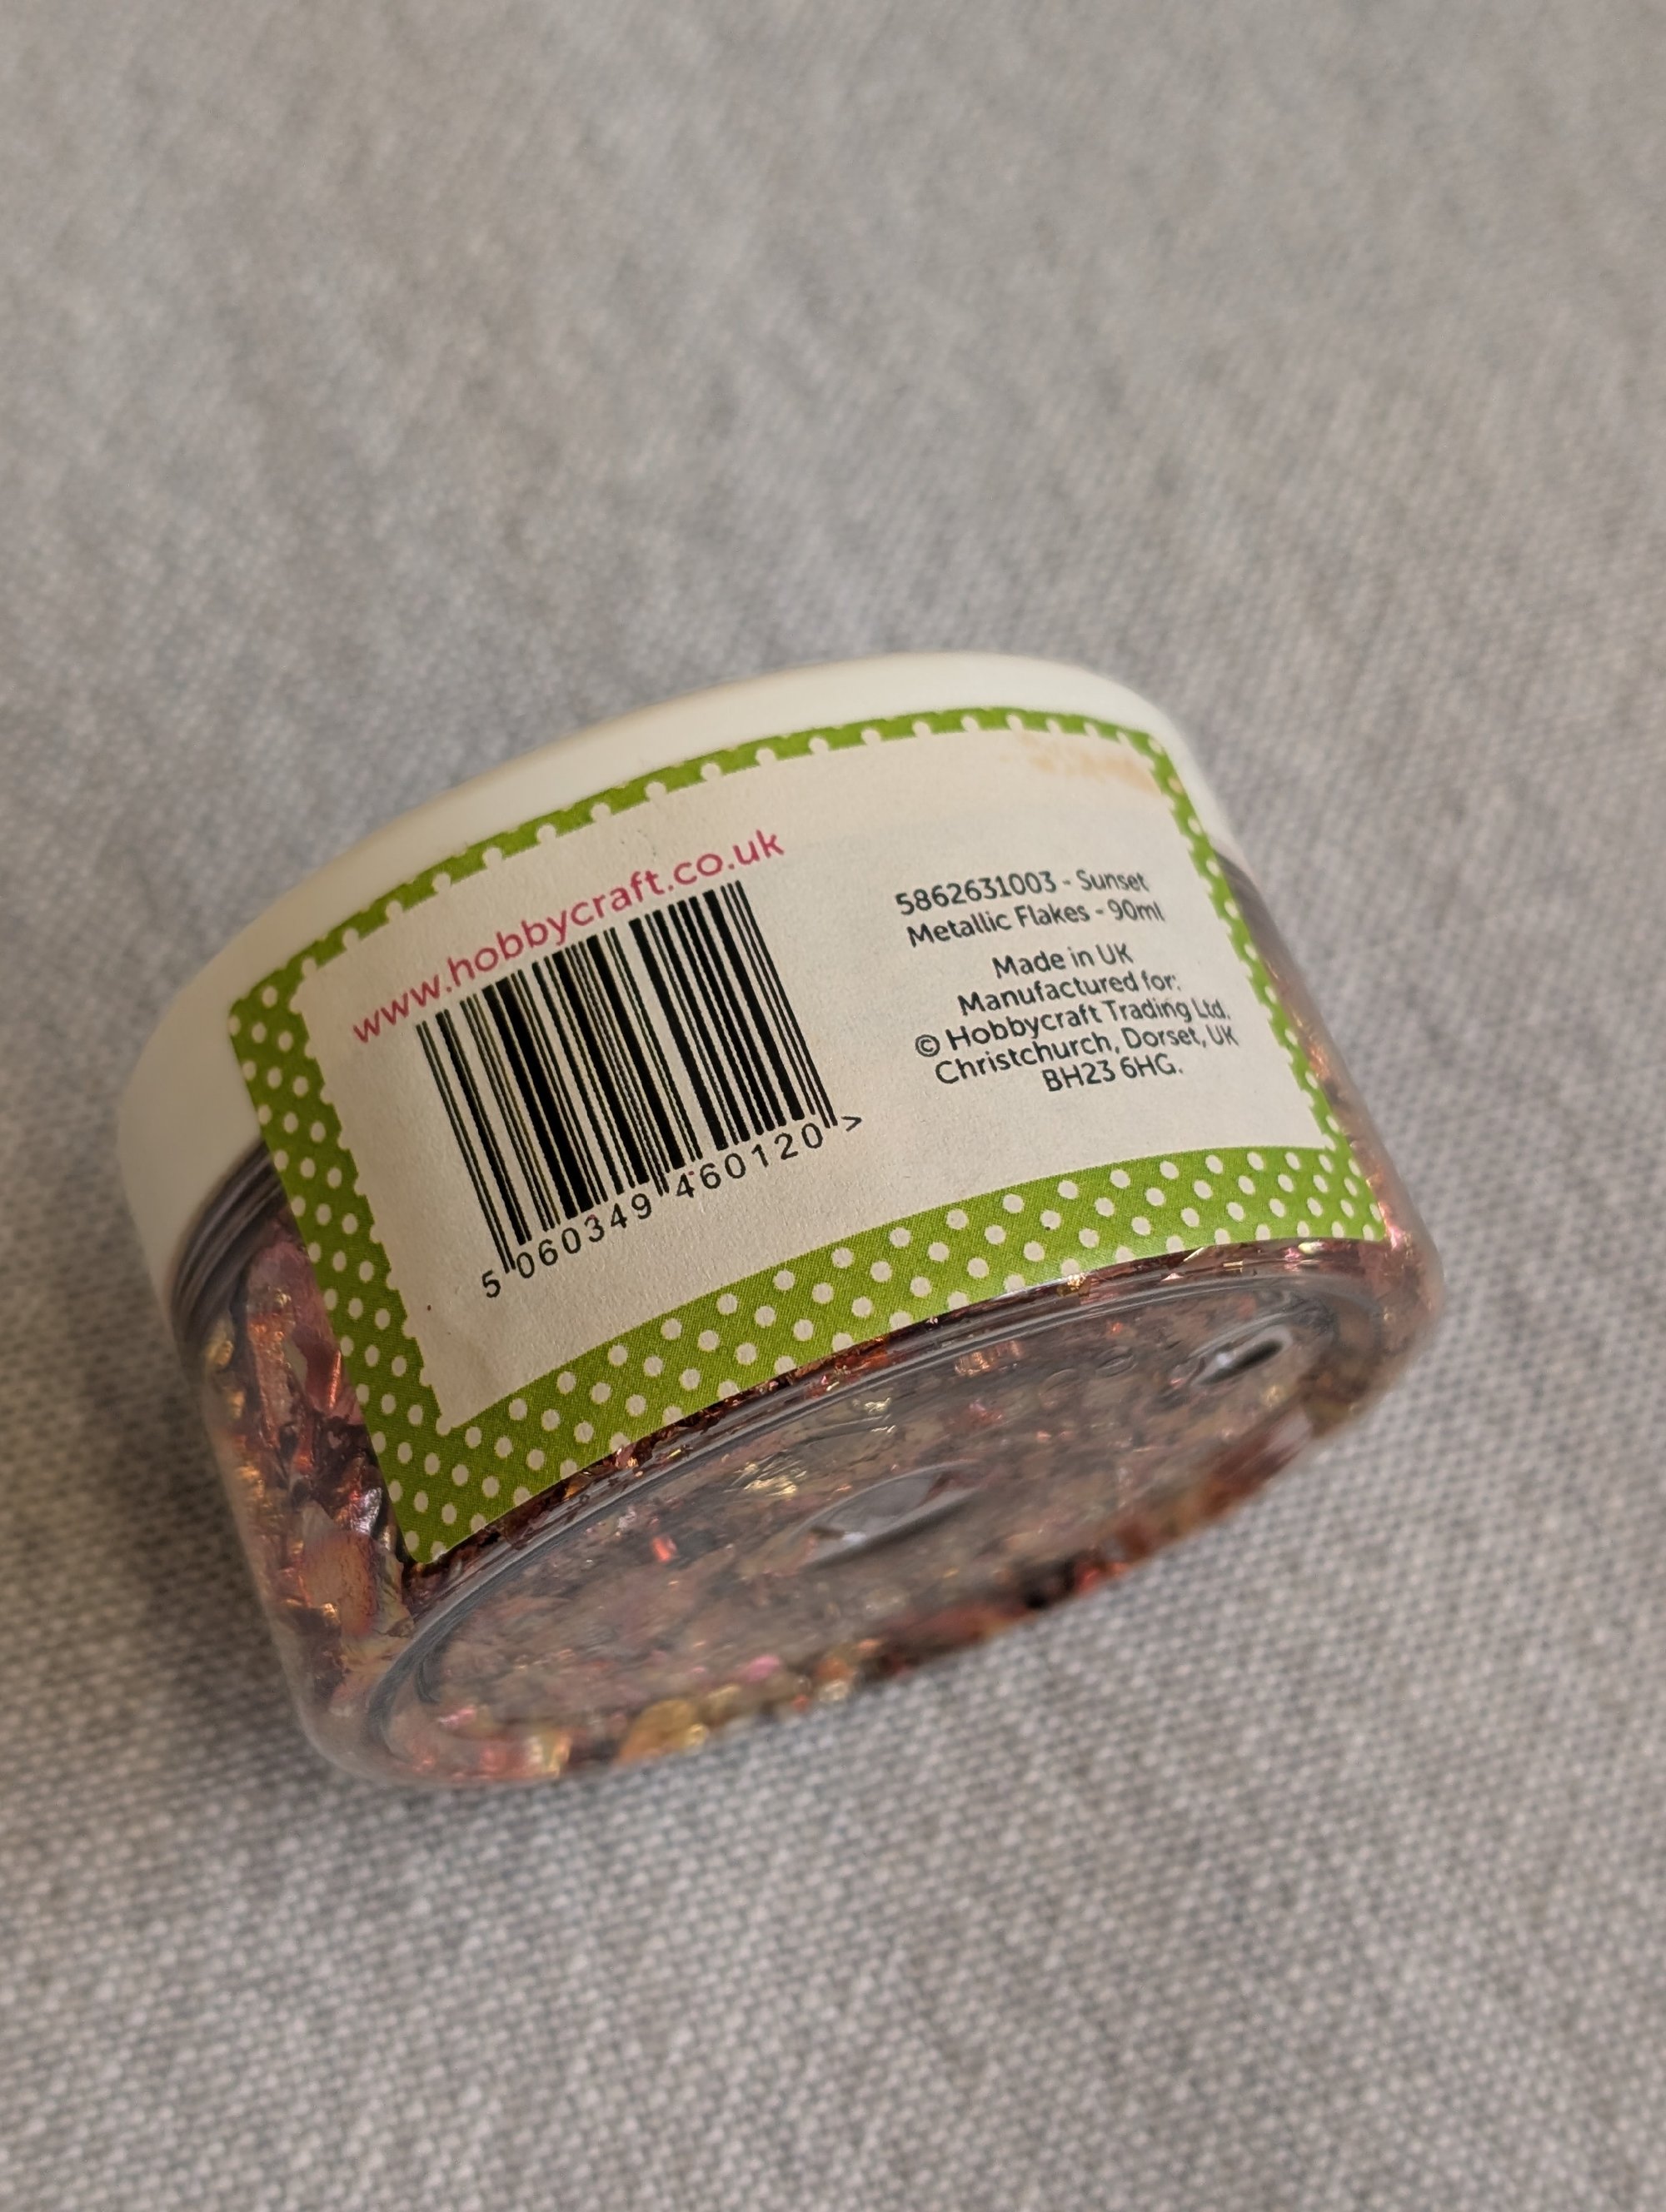 www.hobbycraft.co.uk
5 060349 460120 >
5862631003 - Sunset
Metallic Flakes - 90ml
Made in UK
Manufactured for:
© Hobbycraft Trading Ltd.
Christchurch, Dorset, UK
BH23 6HG.